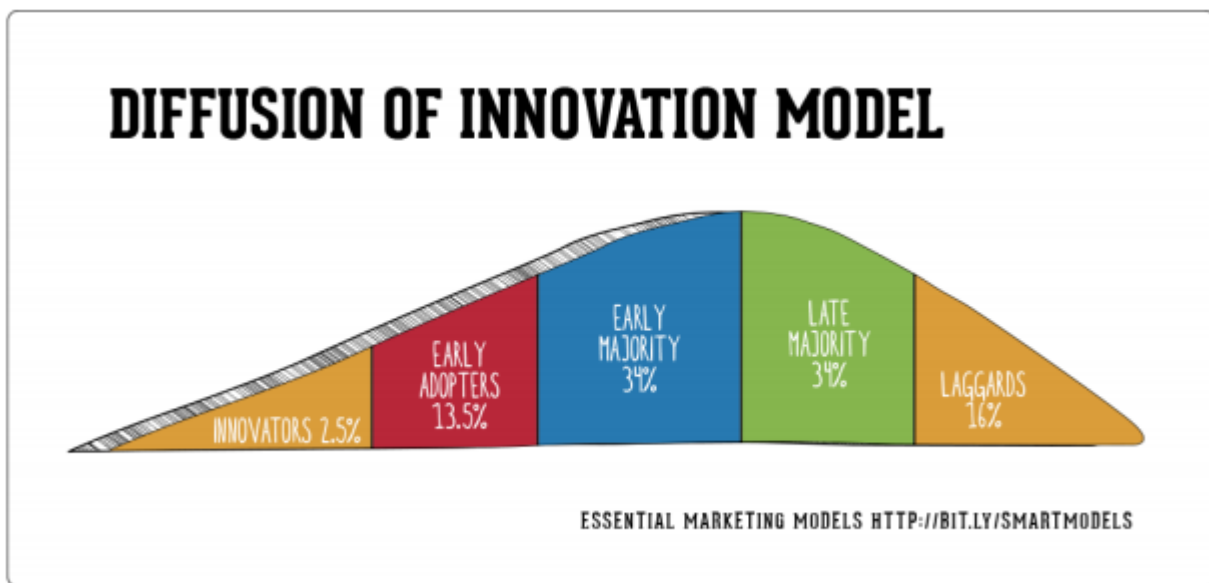 DIFFUSION OF INNOVATION MODEL
INNOVATORS 2.5%
EARLY
ADOPTERS
13.5%
EARLY
MAJORITY
34%
LATE
MAJORITY
34%
LAGGARDS
16%
ESSENTIAL MARKETING MODELS HTTP://BIT.LY/SMARTMODELS